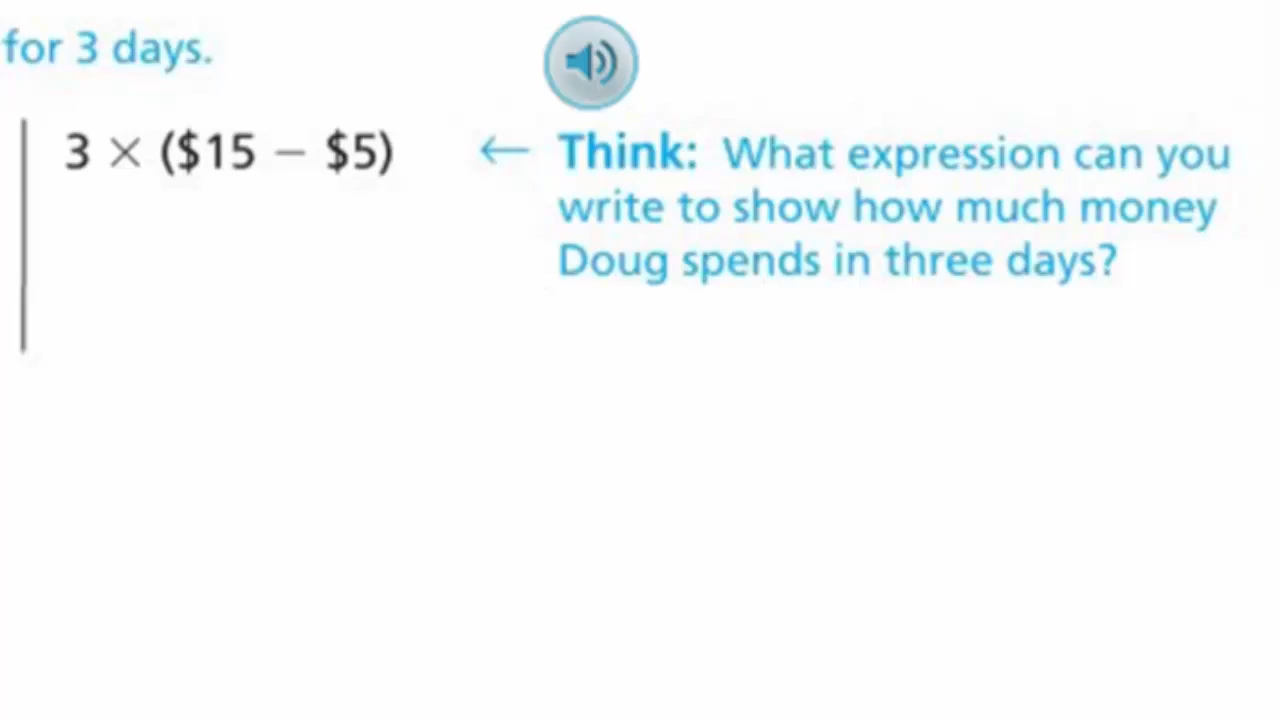 for 3 days.
3 × ($15 − $5) ← Think: What expression can you
write to show how much money
Doug spends in three days?